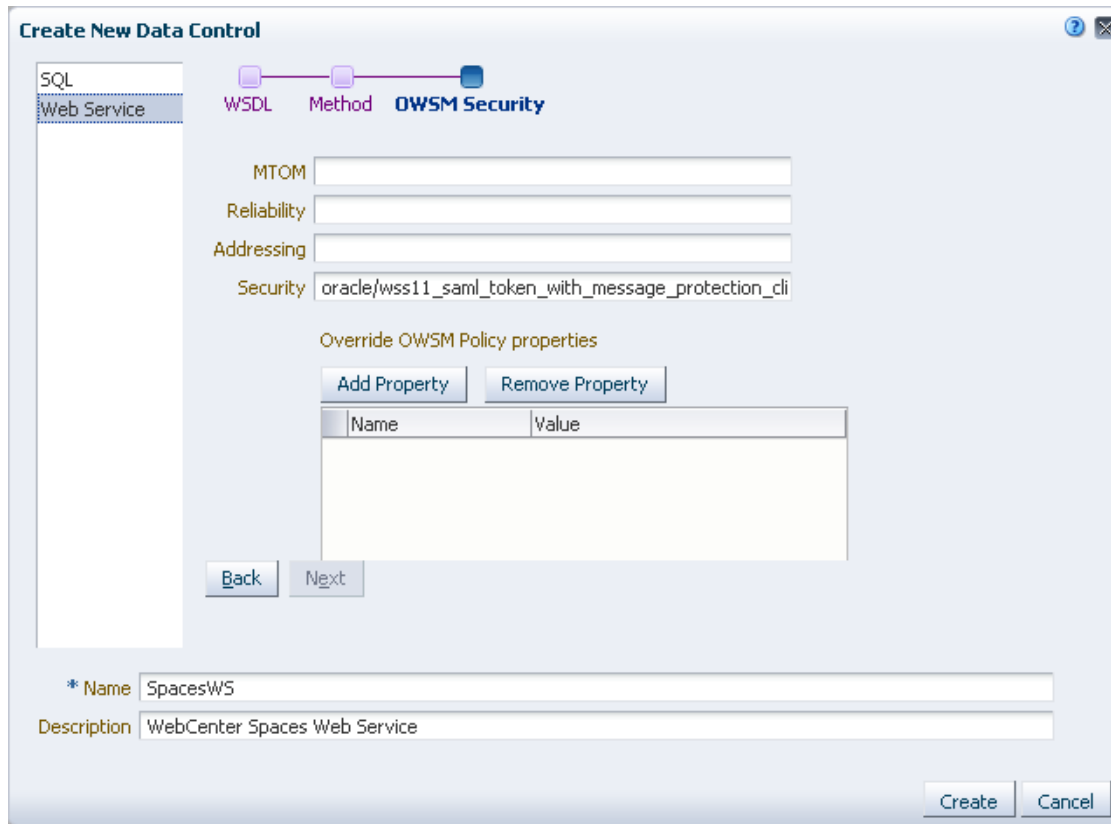 Create New Data Control
SQL
Web Service
WSDL Method OWSM Security
MTOM
Reliability
Addressing
Security oracle/wss11_saml_token_with_message_protection_cli
Override OWSM Policy properties
Add Property Remove Property
Name Value
Back Next
* Name SpacesWS
Description WebCenter Spaces Web Service
Create Cancel